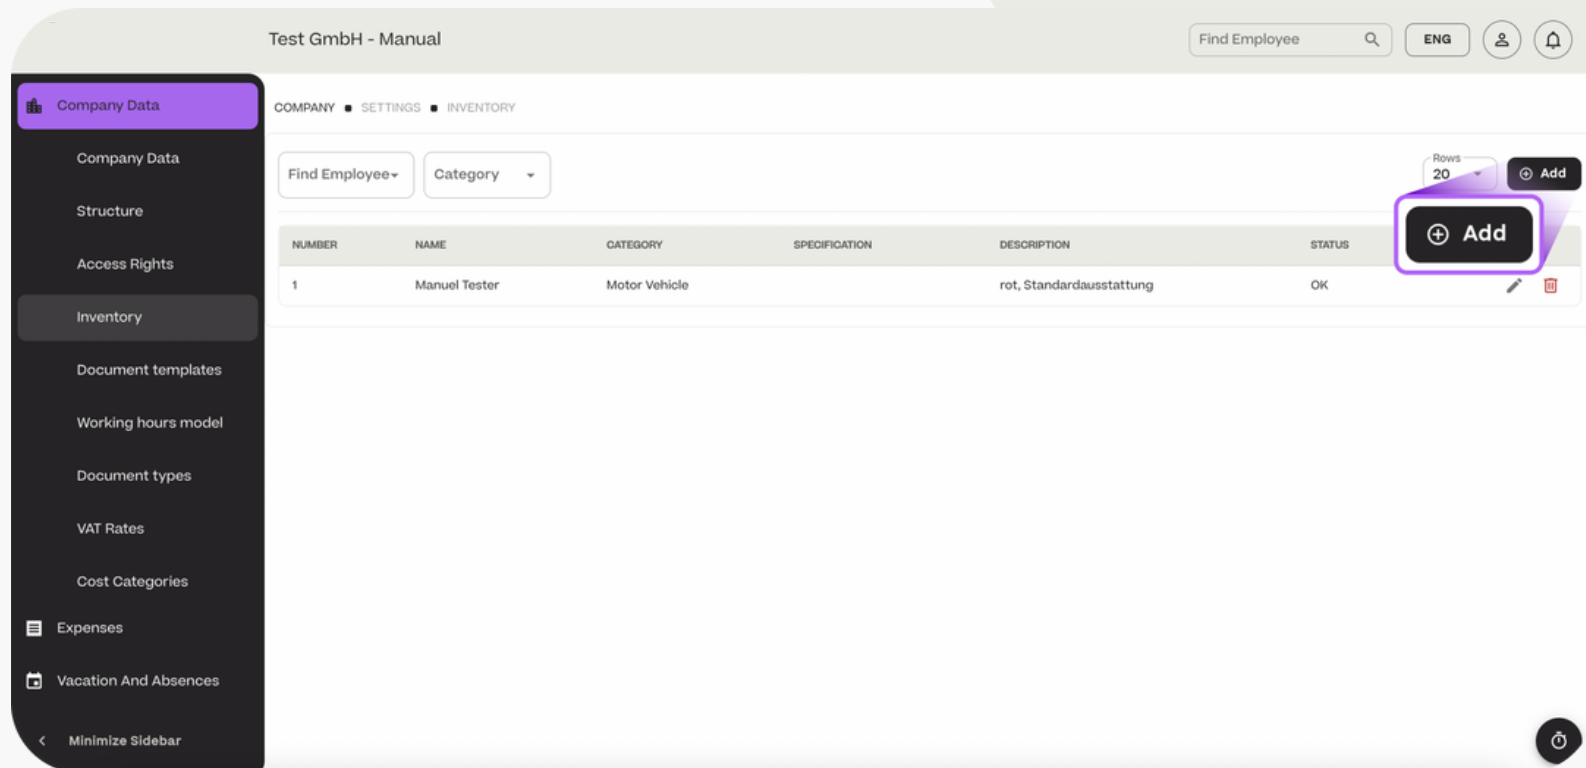 Test GmbH - Manual
Find Employee
ENG
Company Data
Company Data
Structure
Access Rights
Inventory
Document templates
Working hours model
Document types
VAT Rates
Cost Categories
Expenses
Vacation And Absences
Minimize Sidebar
COMPANY ■ SETTINGS ■ INVENTORY
Find Employee Category
Rows
20
Add
Add
NUMBER NAME CATEGORY SPECIFICATION DESCRIPTION STATUS
1 Manuel Tester Motor Vehicle rot, Standardausstattung OK